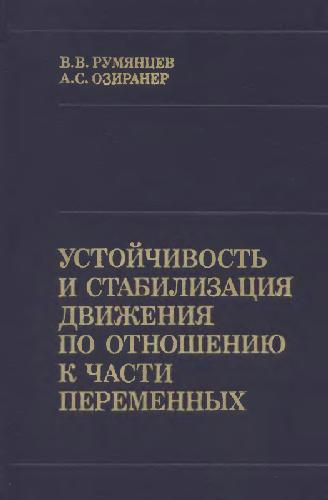 В.В. РУМЯНЦЕВ
А.С. ОЗИРАНЕР
УСТОЙЧИВОСТЬ
И СТАБИЛИЗАЦИЯ
ДВИЖЕНИЯ
ПО ОТНОШЕНИЮ
К ЧАСТИ
ПЕРЕМЕННЫХ